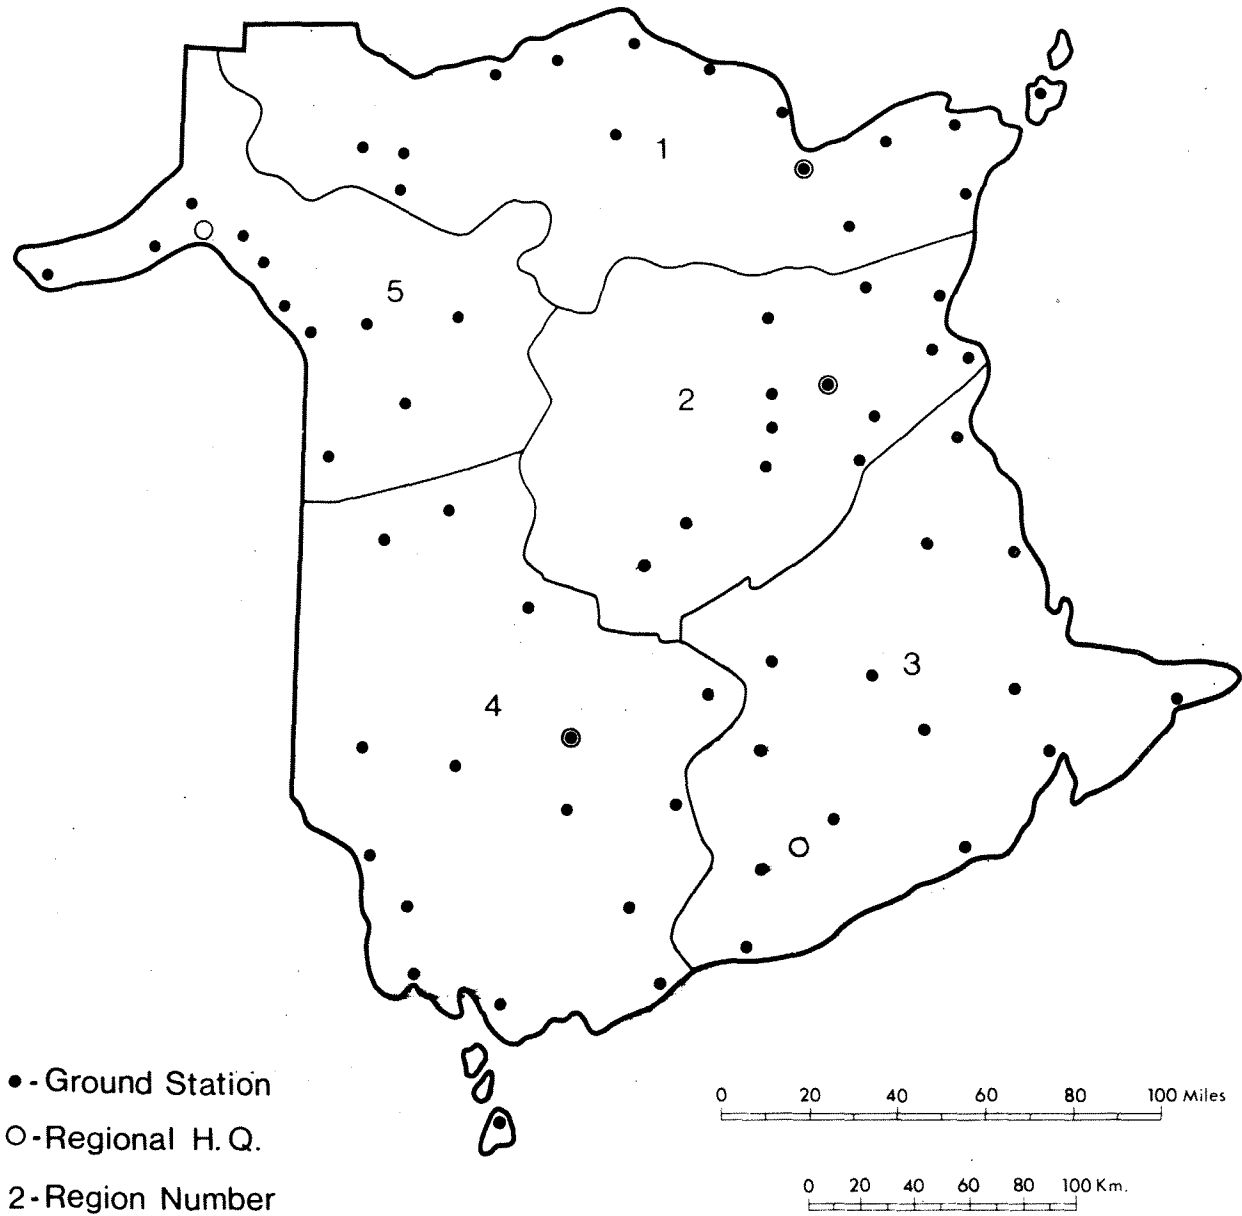 1
5
2
3
4
●-Ground Station
○-Regional H.Q.
2-Region Number
0 20 40 60 80 100 Miles
0 20 40 60 80 100 Km.